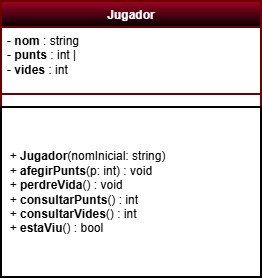 Jugador
- nom : string
- punts : int |
- vides : int
+ Jugador(nomInicial: string)
+ afegirPunts(p: int) : void
+ perdreVida() : void
+ consultarPunts() : int
+ consultarVides() : int
+ estaViu() : bool